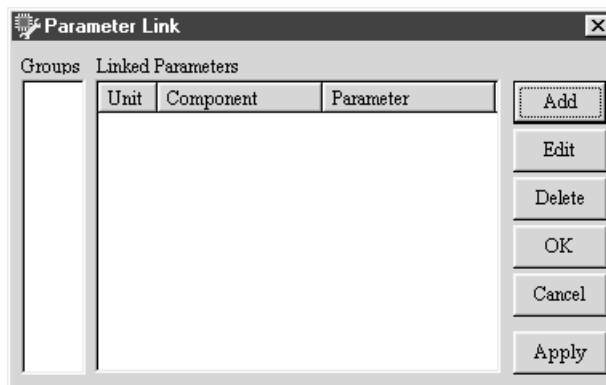 Parameter Link
Groups Linked Parameters
Unit Component Parameter
Add
Edit
Delete
OK
Cancel
Apply